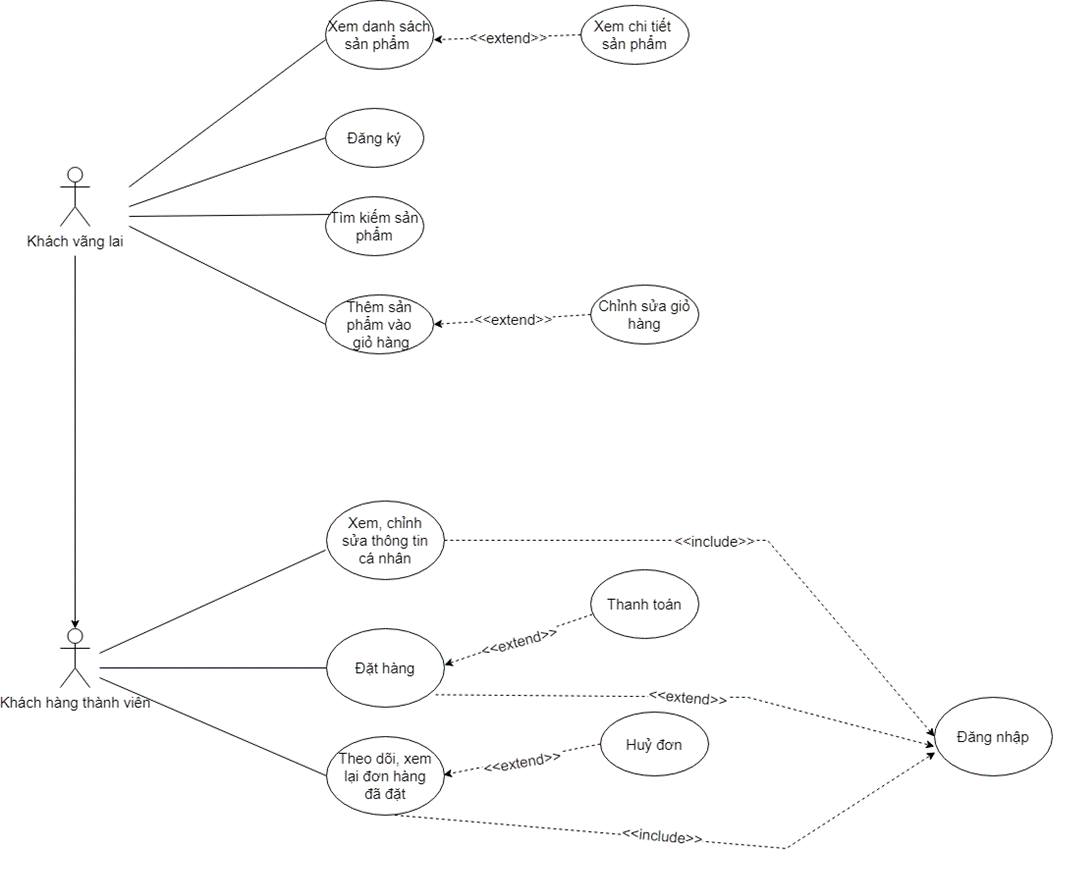 Xem danh sách
sản phẩm
<<extend>>
Xem chi tiết
sản phẩm
Đăng ký
Tìm kiếm sản
phẩm
Khách vãng lai
Thêm sản
phẩm vào
giỏ hàng
<<extend>>
Chỉnh sửa giỏ
hàng
Xem, chỉnh
sửa thông tin
cá nhân
<<include>>
Thanh toán
<<extend>>
Đặt hàng
Khách hàng thành viên
<<extend>>
Đăng nhập
Theo dõi, xem
lại đơn hàng
đã đặt
<<extend>>
Huỷ đơn
<<include>>